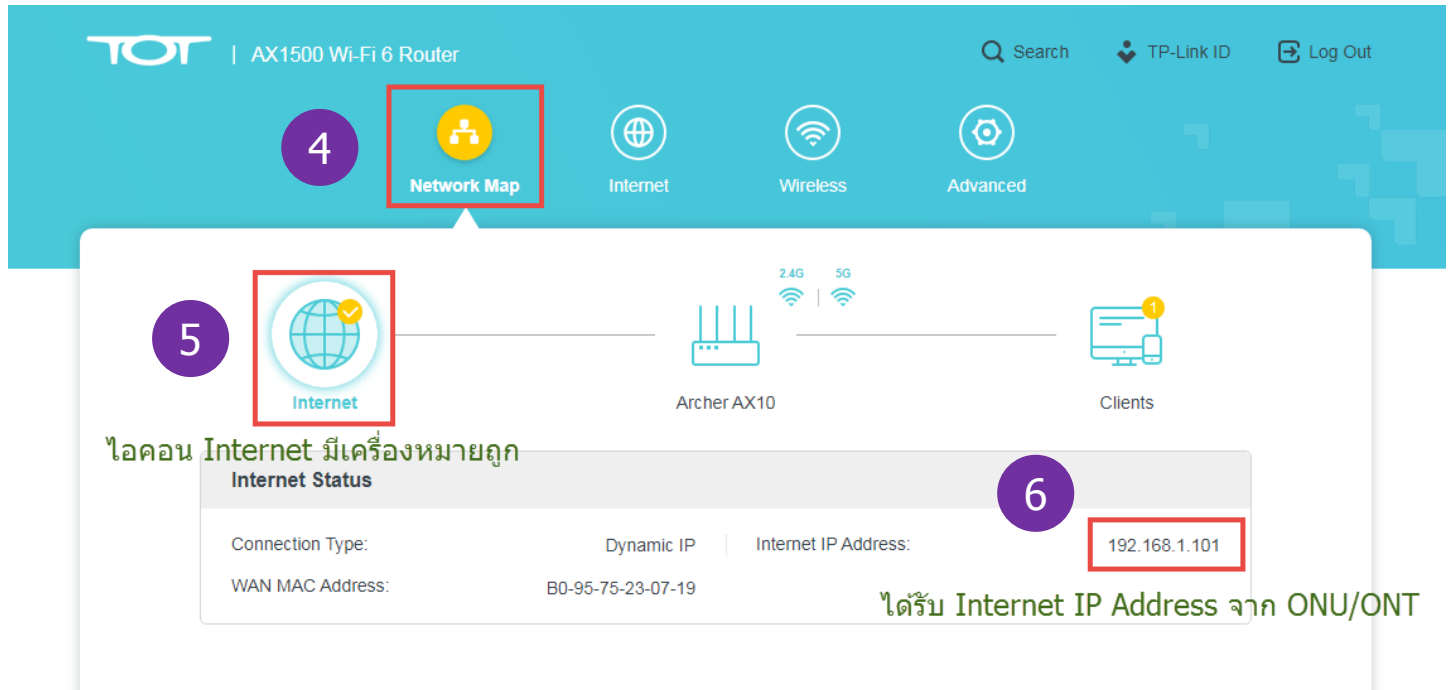 TOT | AX1500 Wi-Fi 6 Router
Search
TP-Link ID
Log Out
4
Network Map
Internet
Wireless
Advanced
2.4G
5G
5
1
Internet
Archer AX10
Clients
ไอคอน Internet มีเครื่องหมายถูก
Internet Status
6
Connection Type:
Dynamic IP
Internet IP Address:
192.168.1.101
WAN MAC Address:
B0-95-75-23-07-19
ได้รับ Internet IP Address จาก ONU/ONT